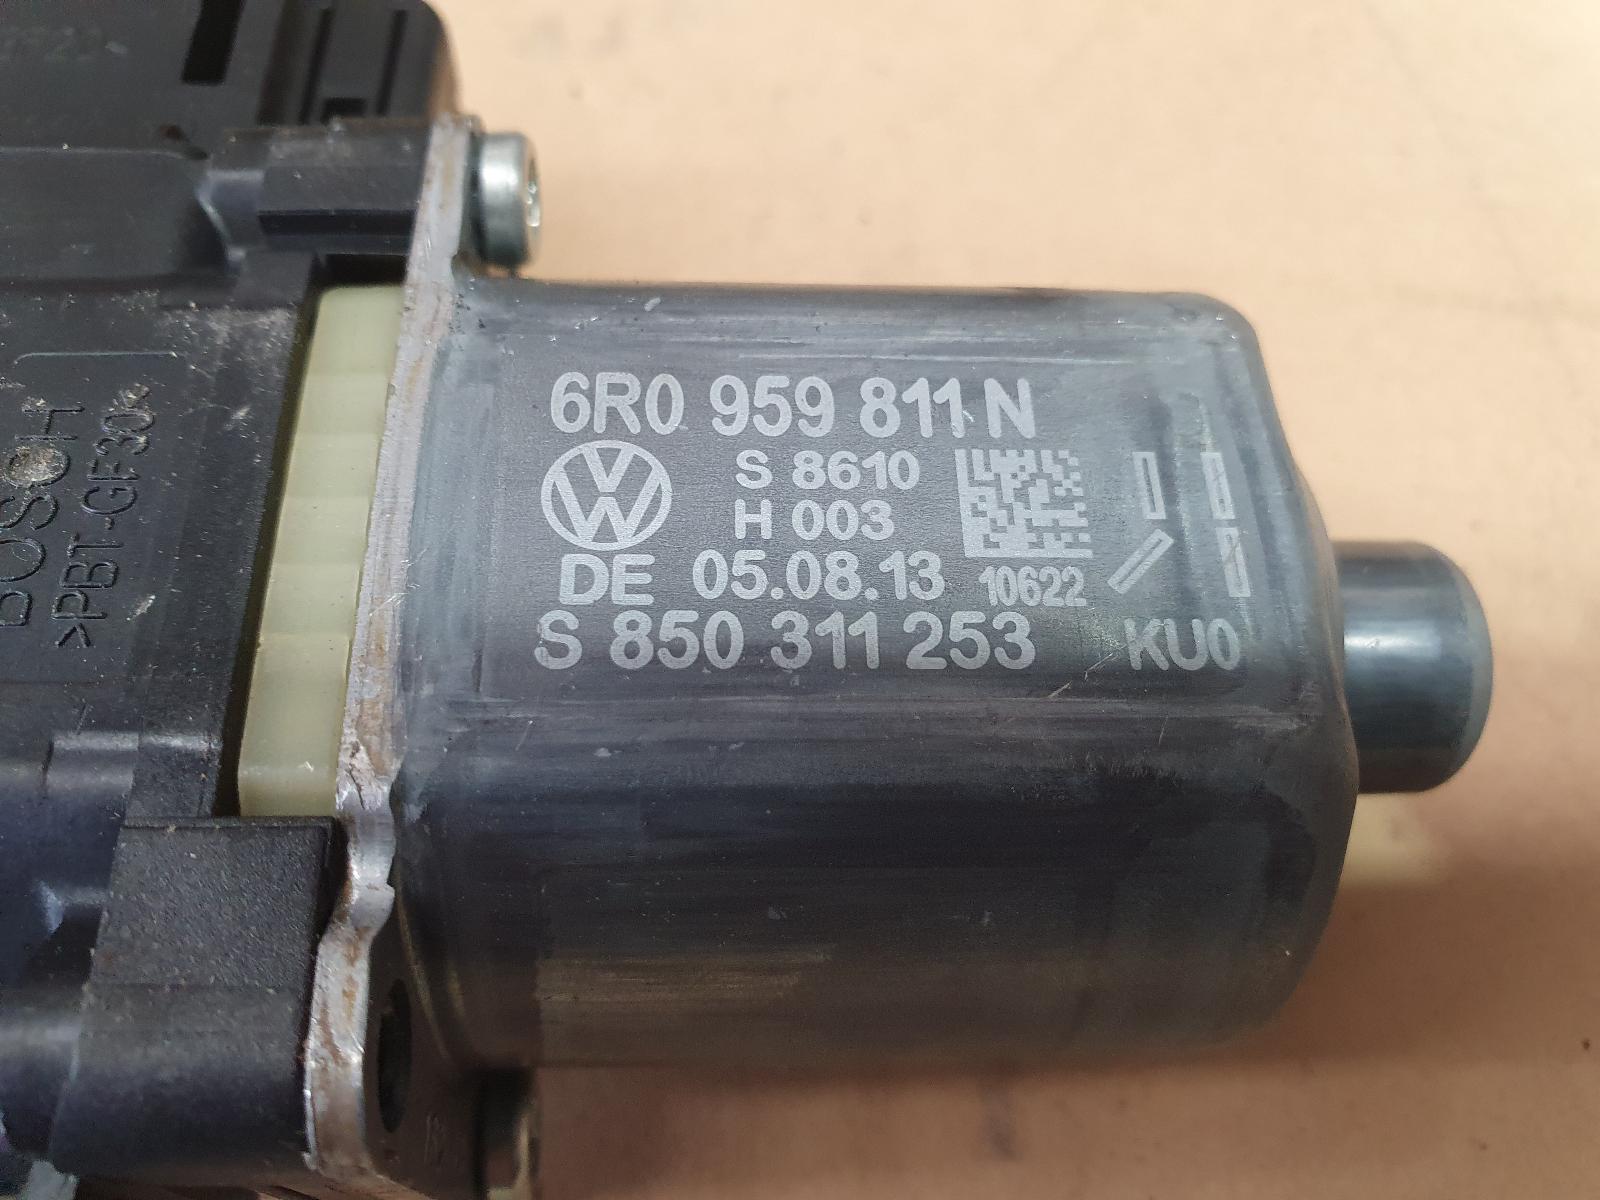 6R0 959 811 N
S 8610
H 003
DE 05.08.13 10622
S 850 311 253 KU0
BOSCH
>PBT-GF30<